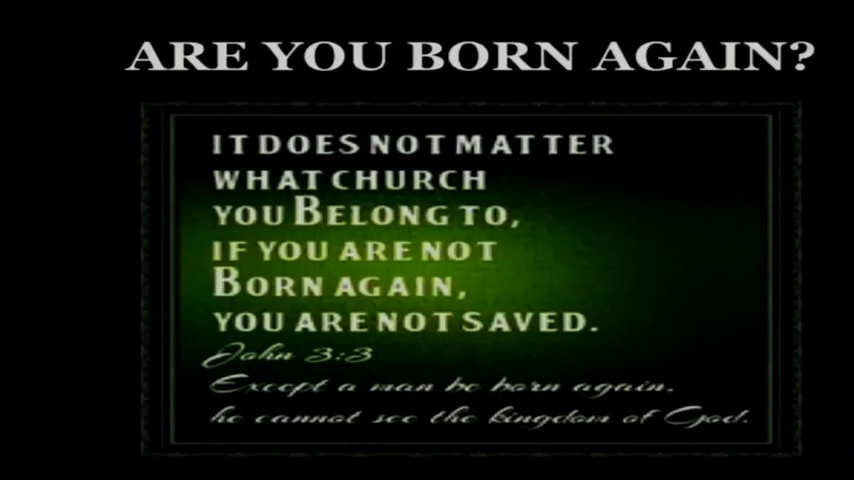 ARE YOU BORN AGAIN?
IT DOES NOT MATTER
WHAT CHURCH
YOU BELONG TO,
IF YOU ARE NOT
BORN AGAIN,
YOU ARE NOT SAVED.
John 3:3
Except a man be born again,
he cannot see the kingdom of God.